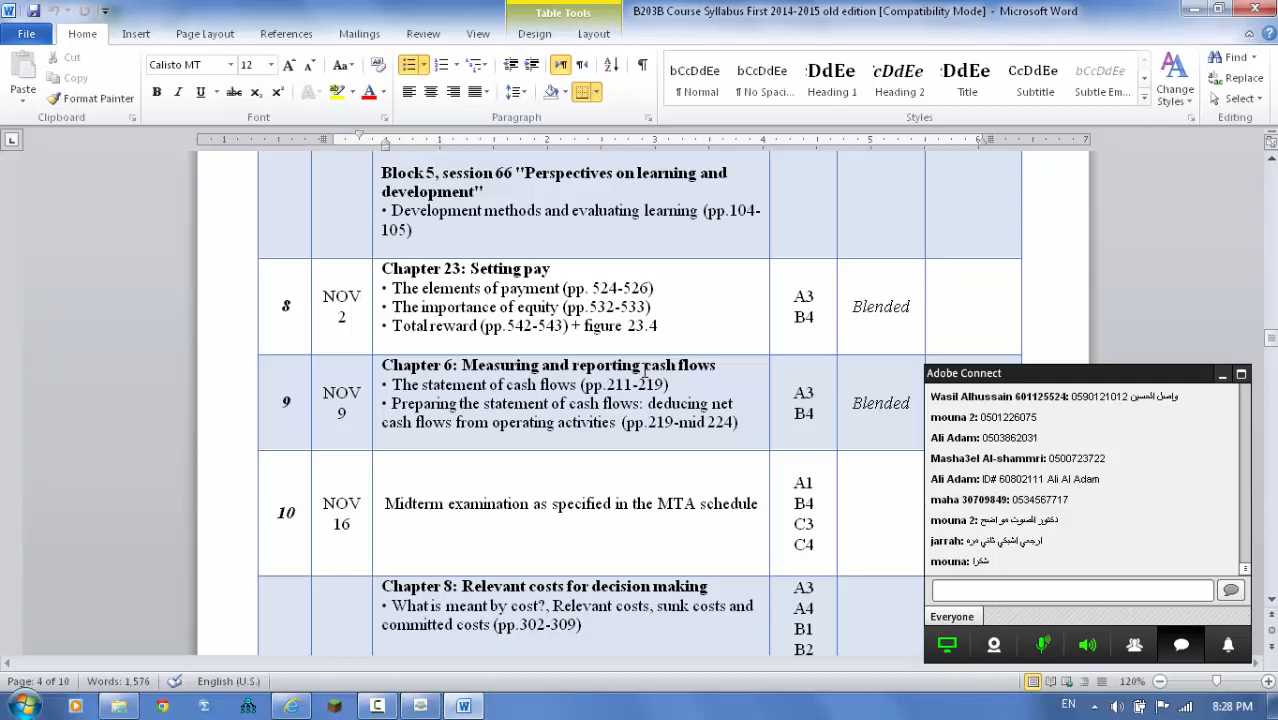 Table Tools
B203B Course Syllabus First 2014-2015 old edition [Compatibility Mode] - Microsoft Word
File Home Insert Page Layout References Mailings Review View Design Layout
Paste
Cut
Copy
Format Painter
Clipboard
Calisto MT 12
Font
Paragraph
bCcDdEe bCcDdEe DdEe CcDdEe DdEe CcDdEe bCcDdEe
¶ Normal ¶ No Spaci... Heading 1 Heading 2 Title Subtitle Subtle Em...
Change Styles
Styles
Find
Replace
Select
Editing
1 1 2 3 4 5 6 7
Block 5, session 66 "Perspectives on learning and
development"
• Development methods and evaluating learning (pp.104-
105)
8
NOV
2
Chapter 23: Setting pay
• The elements of payment (pp. 524-526)
• The importance of equity (pp.532-533)
• Total reward (pp.542-543) + figure 23.4
A3
B4
Blended
9
NOV
9
Chapter 6: Measuring and reporting cash flows
• The statement of cash flows (pp.211-219)
• Preparing the statement of cash flows: deducing net
cash flows from operating activities (pp.219-mid 224)
A3
B4
Blended
10
NOV
16
Midterm examination as specified in the MTA schedule
A1
B4
C3
C4
Chapter 8: Relevant costs for decision making
• What is meant by cost?, Relevant costs, sunk costs and
committed costs (pp.302-309)
A3
A4
B1
B2
Adobe Connect
Wasil Alhussain 601125524: 0590121012 واصل الحسين
mouna 2: 0501226075
Ali Adam: 0503862031
Masha3el Al-shammri: 0500723722
Ali Adam: ID# 60802111 Ali Al Adam
maha 30709849: 0534567717
mouna 2: دكتور الصوت مو واضح
jarrah: ارجعي اشبكي ثاني مره
mouna: شكرا
Everyone
Page: 4 of 10 Words: 1,576 English (U.S.) 120%
EN 8:28 PM